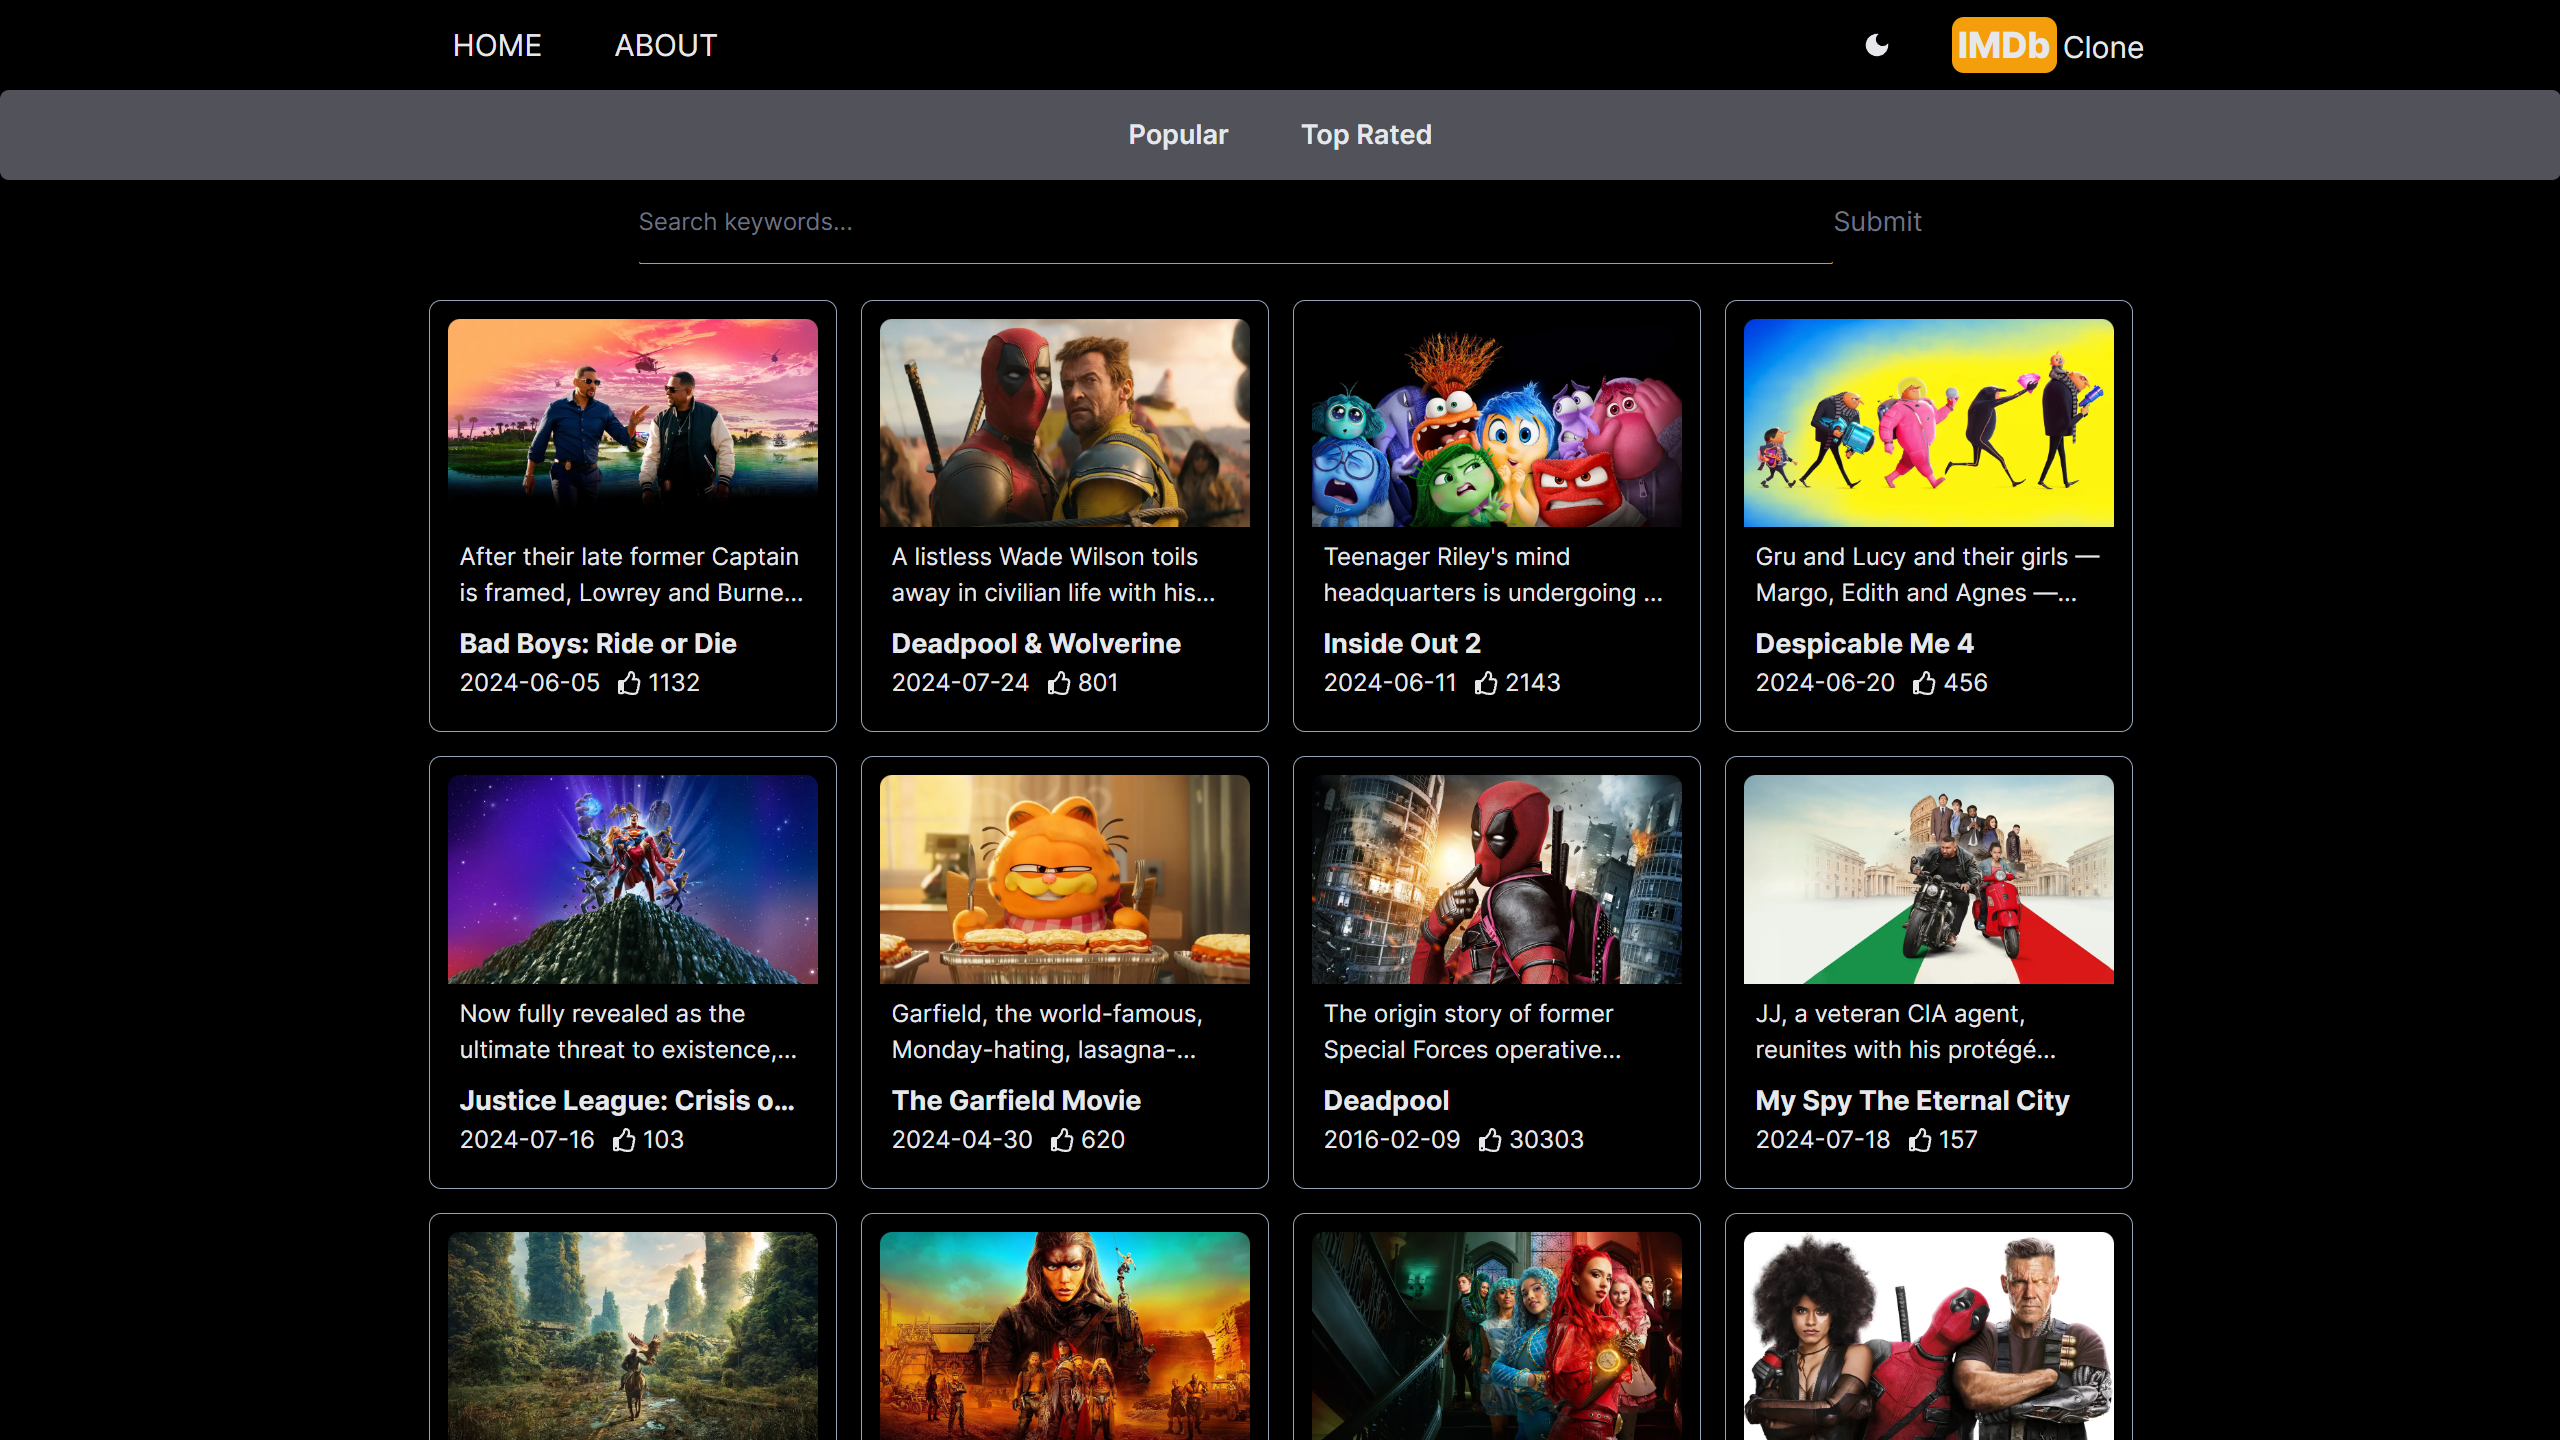 HOME
ABOUT
IMDb Clone
Popular
Top Rated
Search keywords...
Submit
After their late former Captain
is framed, Lowrey and Burne...
Bad Boys: Ride or Die
2024-06-05 1132
A listless Wade Wilson toils
away in civilian life with his...
Deadpool & Wolverine
2024-07-24 801
Teenager Riley's mind
headquarters is undergoing ...
Inside Out 2
2024-06-11 2143
Gru and Lucy and their girls —
Margo, Edith and Agnes —...
Despicable Me 4
2024-06-20 456
Now fully revealed as the
ultimate threat to existence,...
Justice League: Crisis o...
2024-07-16 103
Garfield, the world-famous,
Monday-hating, lasagna-...
The Garfield Movie
2024-04-30 620
The origin story of former
Special Forces operative...
Deadpool
2016-02-09 30303
JJ, a veteran CIA agent,
reunites with his protégé...
My Spy The Eternal City
2024-07-18 157